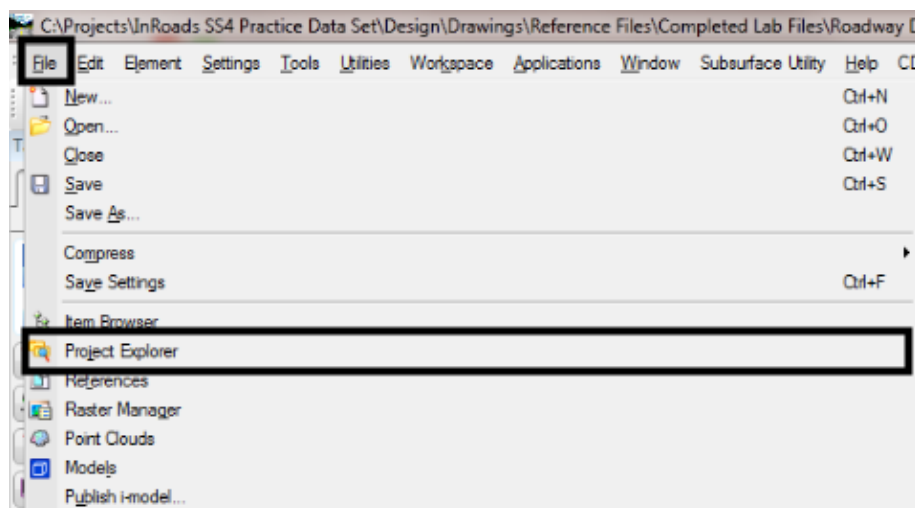 C:\Projects\InRoads SS4 Practice Data Set\Design\Drawings\Reference Files\Completed Lab Files\Roadway
File Edit Element Settings Tools Utilities Workspace Applications Window Subsurface Utility Help
New... Ctrl+N
Open... Ctrl+O
Close Ctrl+W
Save Ctrl+S
Save As...
Compress
Save Settings Ctrl+F
Item Browser
Project Explorer
References
Raster Manager
Point Clouds
Models
Publish i-model...